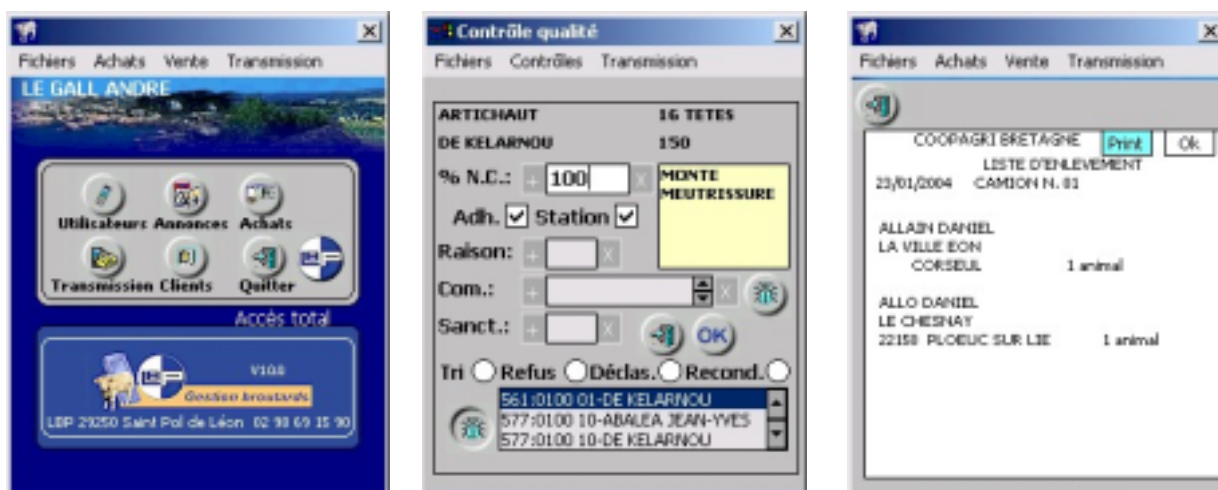 Fichiers Achats Vente Transmission
LE GALL ANDRE
Utilisateurs Annonces Achats
Transmission Clients Quitter
Accès total
V10.0
Gestion broutards
LBP 29250 Saint Pol de Léon 02 98 69 15 90
Contrôle qualité
Fichiers Contrôles Transmission
ARTICHAUT 16 TETES
DE KELARNOU 150
% N.C.: + 100 X
MONTE
MEUTRISSURE
Adh. Station
Raison: + X
Com.: + X
Sanct.: + X
OK
Tri Refus Déclas. Recond.
561:0100 01-DE KELARNOU
577:0100 10-ABALEA JEAN-YVES
577:0100 10-DE KELARNOU
Fichiers Achats Vente Transmission
COOPAGRI BRETAGNE Print Ok
LISTE D'ENLEVEMENT
23/01/2004 CAMION N. 01
ALLAIN DANIEL
LA VILLE EON
CORSEUL 1 animal
ALLO DANIEL
LE CHESNAY
22150 PLOEUC SUR LIE 1 animal